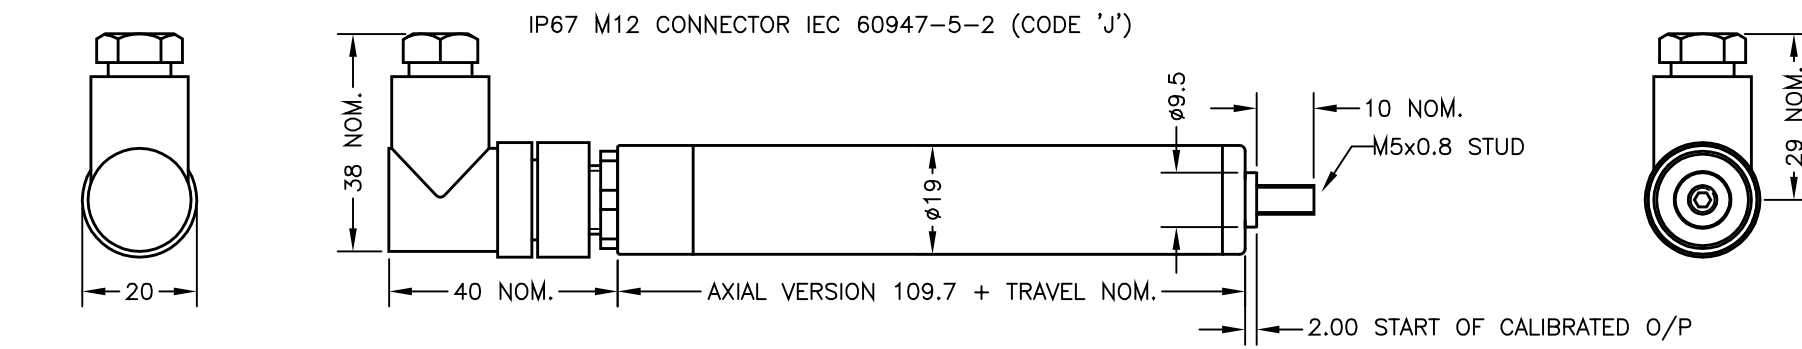 IP67 M12 CONNECTOR IEC 60947-5-2 (CODE 'J')
38 NOM.
ø9.5
10 NOM.
M5x0.8 STUD
29 NOM.
ø19
20
40 NOM.
AXIAL VERSION 109.7 + TRAVEL NOM.
2.00 START OF CALIBRATED O/P